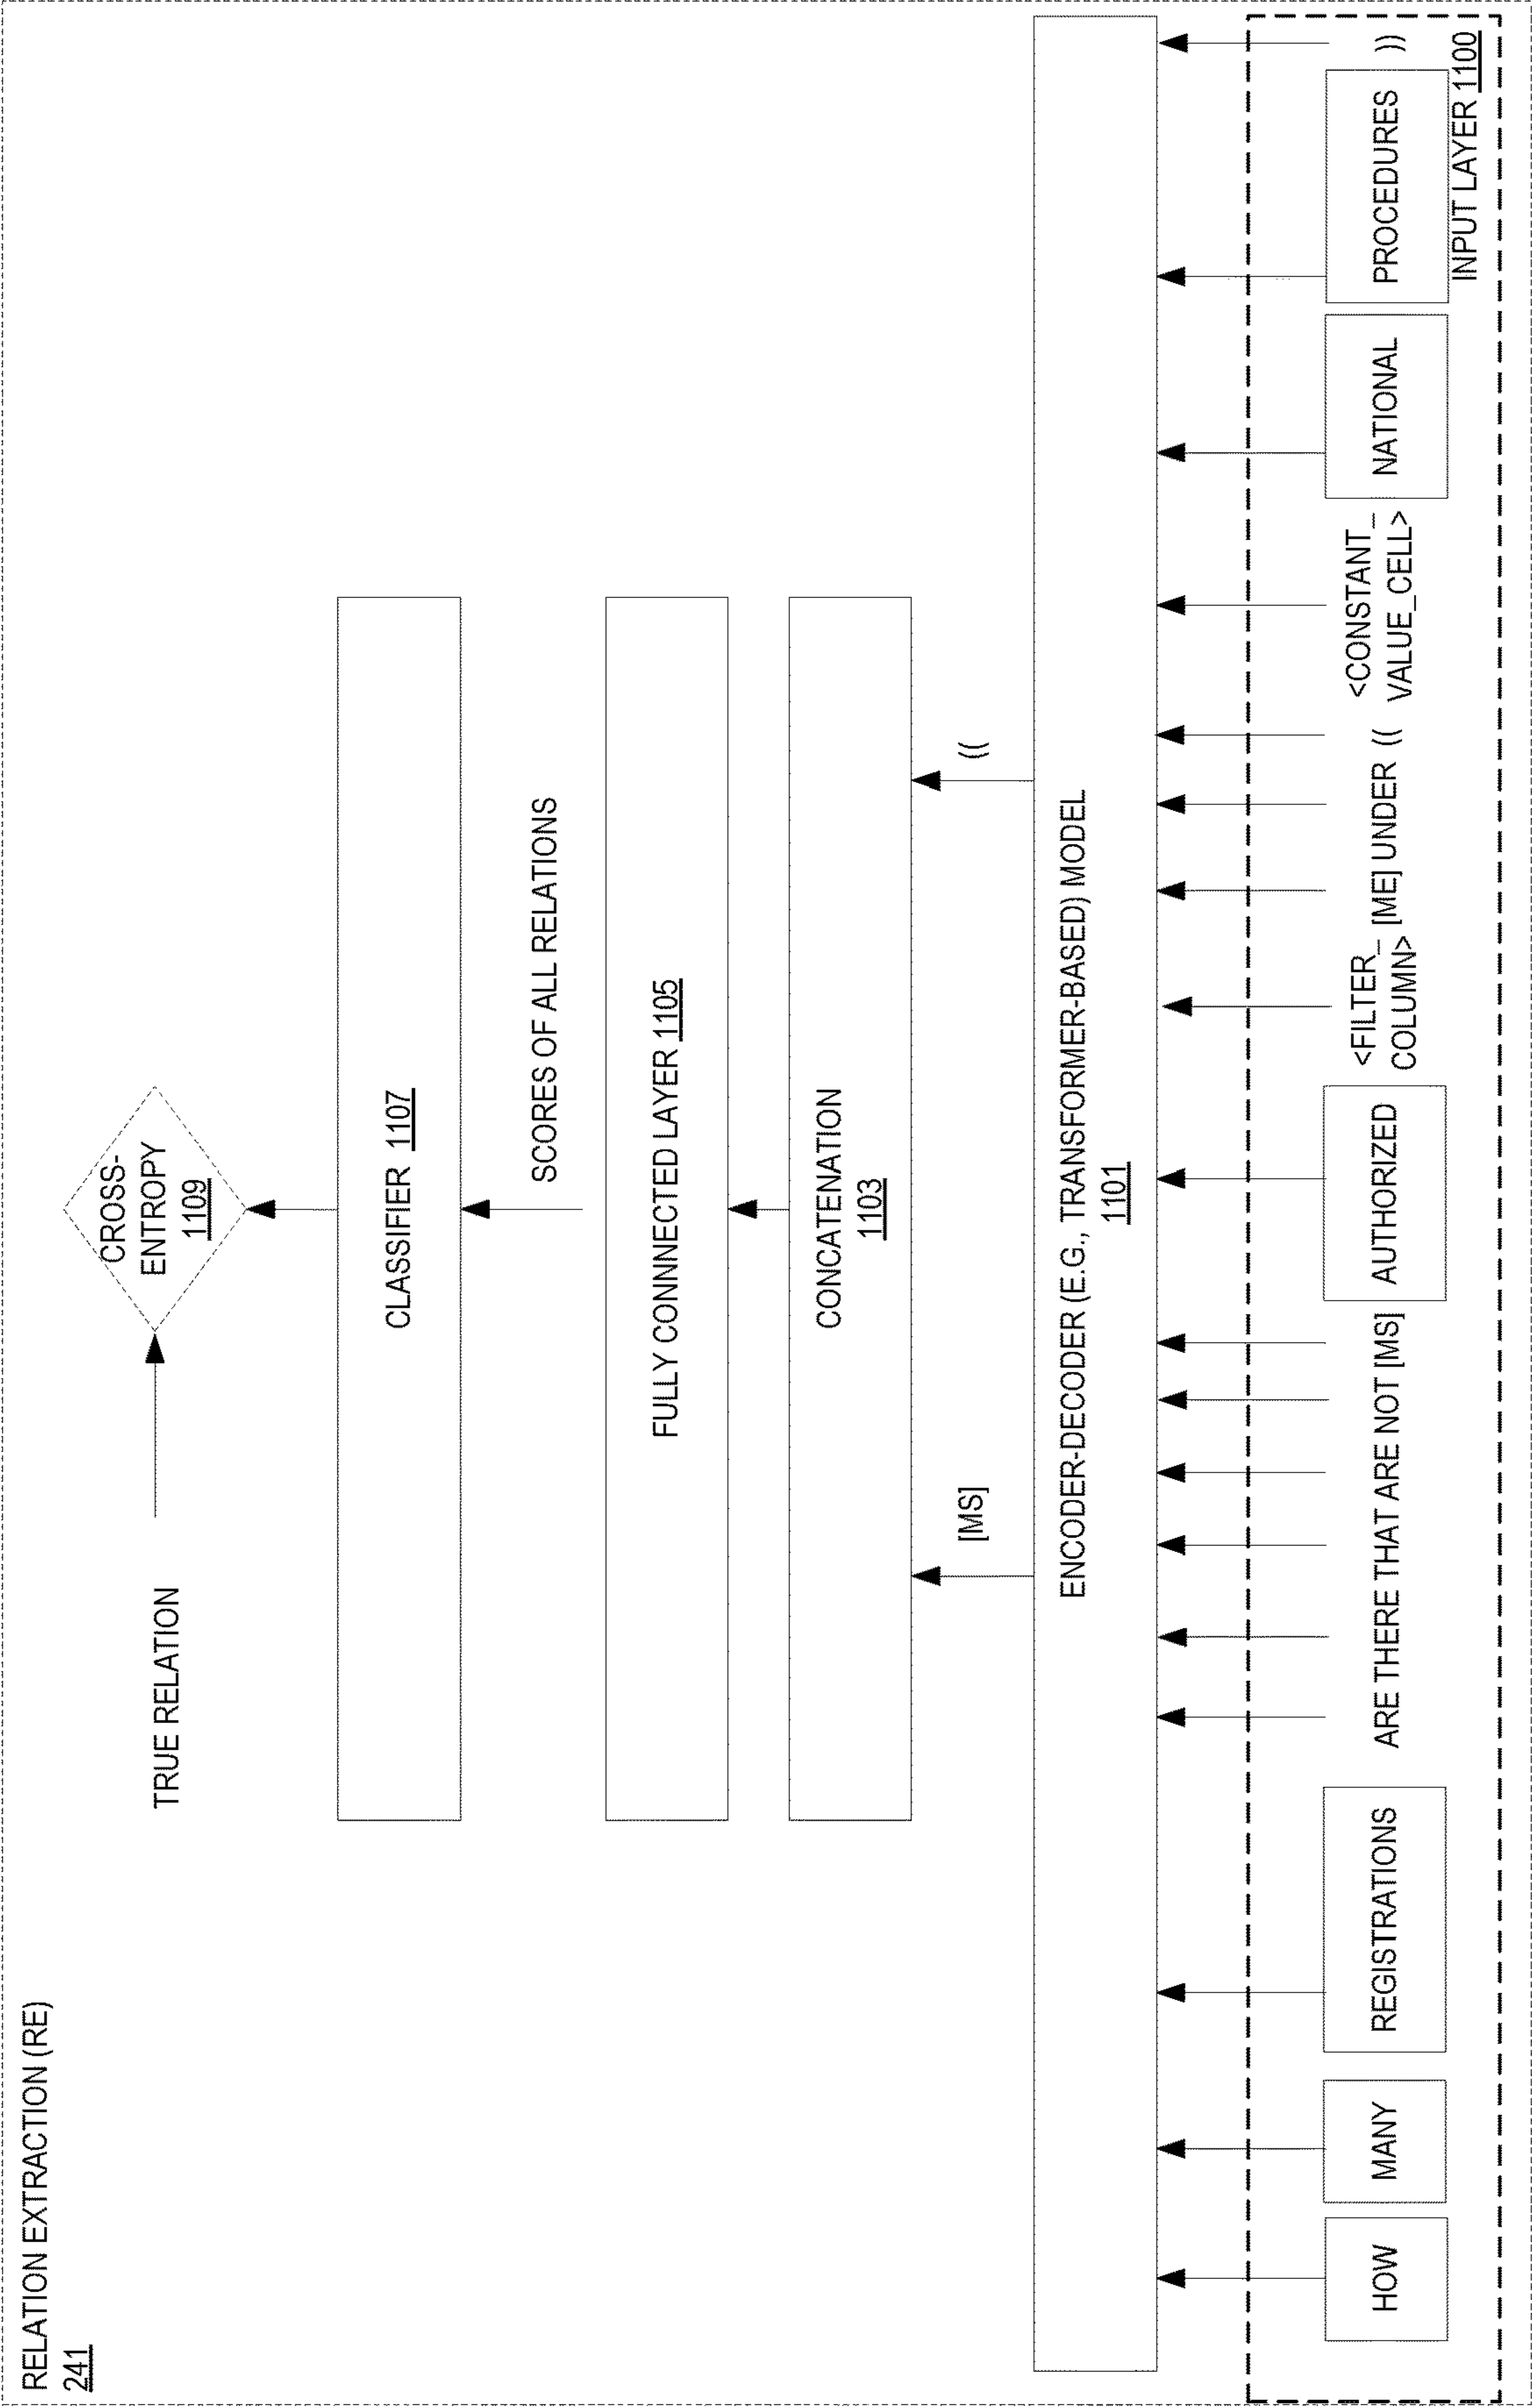 RELATION EXTRACTION (RE)
241
TRUE RELATION
CROSS-
ENTROPY
1109
CLASSIFIER 1107
SCORES OF ALL RELATIONS
FULLY CONNNECTED LAYER 1105
CONCATENATION
1103
[MS]
((
ENCODER-DECODER (E.G., TRANSFORMER-BASED) MODEL
1101
HOW
MANY
REGISTRATIONS
ARE THERE THAT ARE NOT [MS]
AUTHORIZED
<FILTER_
COLUMN>
[ME] UNDER ((
<CONSTANT_
VALUE_CELL>
NATIONAL
PROCEDURES
))
INPUT LAYER 1100